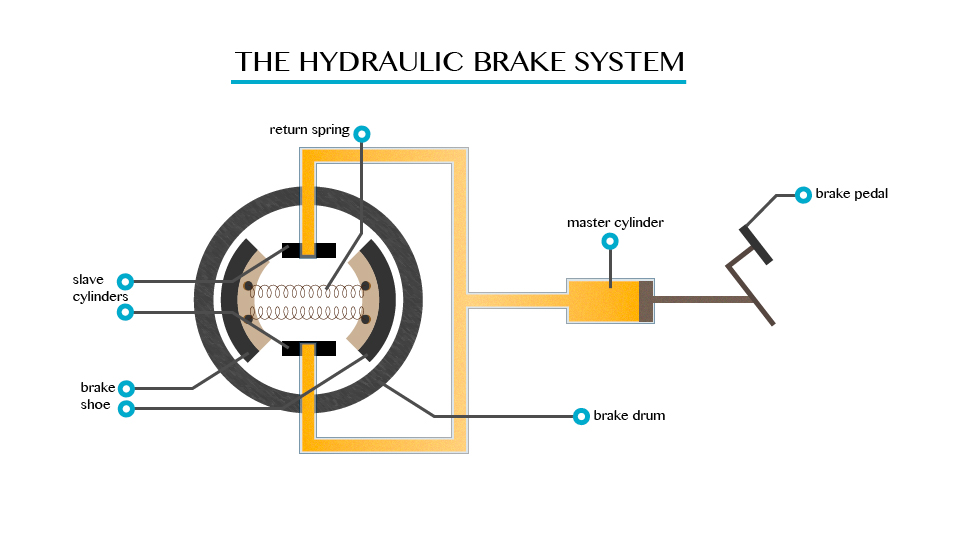 THE HYDRAULIC BRAKE SYSTEM
return spring
brake pedal
master cylinder
slave
cylinders
brake
shoe
brake drum